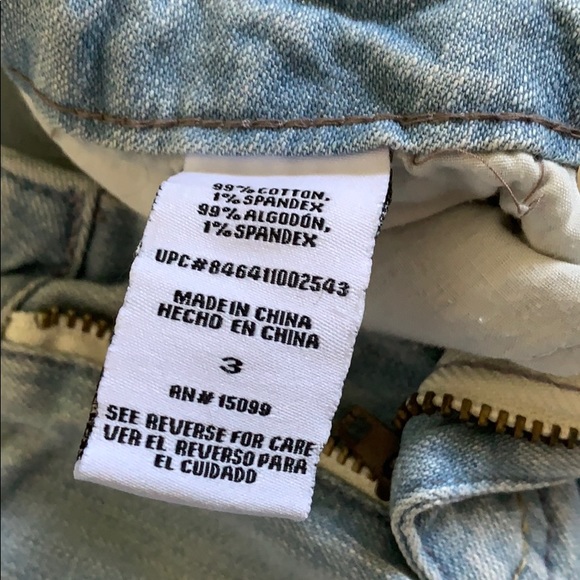 99% COTTON,
1% SPANDEX
99% ALGODÓN,
1% SPANDEX
UPC#846411002543
MADE IN CHINA
HECHO EN CHINA
3
RN# 15099
SEE REVERSE FOR CARE
VER EL REVERSO PARA
EL CUIDADO